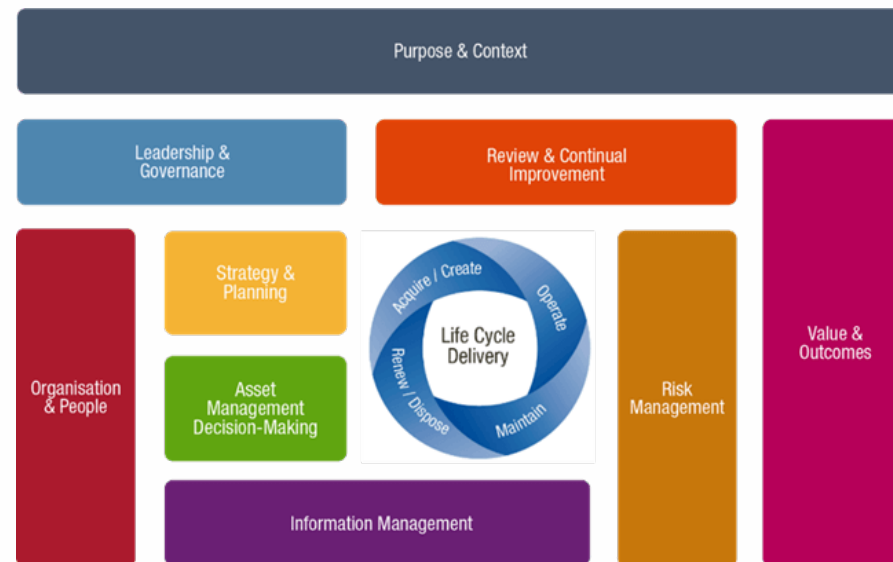 Purpose & Context
Leadership &
Governance
Review & Continual
Improvement
Strategy &
Planning
Acquire / Create
Operate
Life Cycle
Delivery
Renew / Dispose
Maintain
Value &
Outcomes
Organisation
& People
Asset
Management
Decision-Making
Risk
Management
Information Management